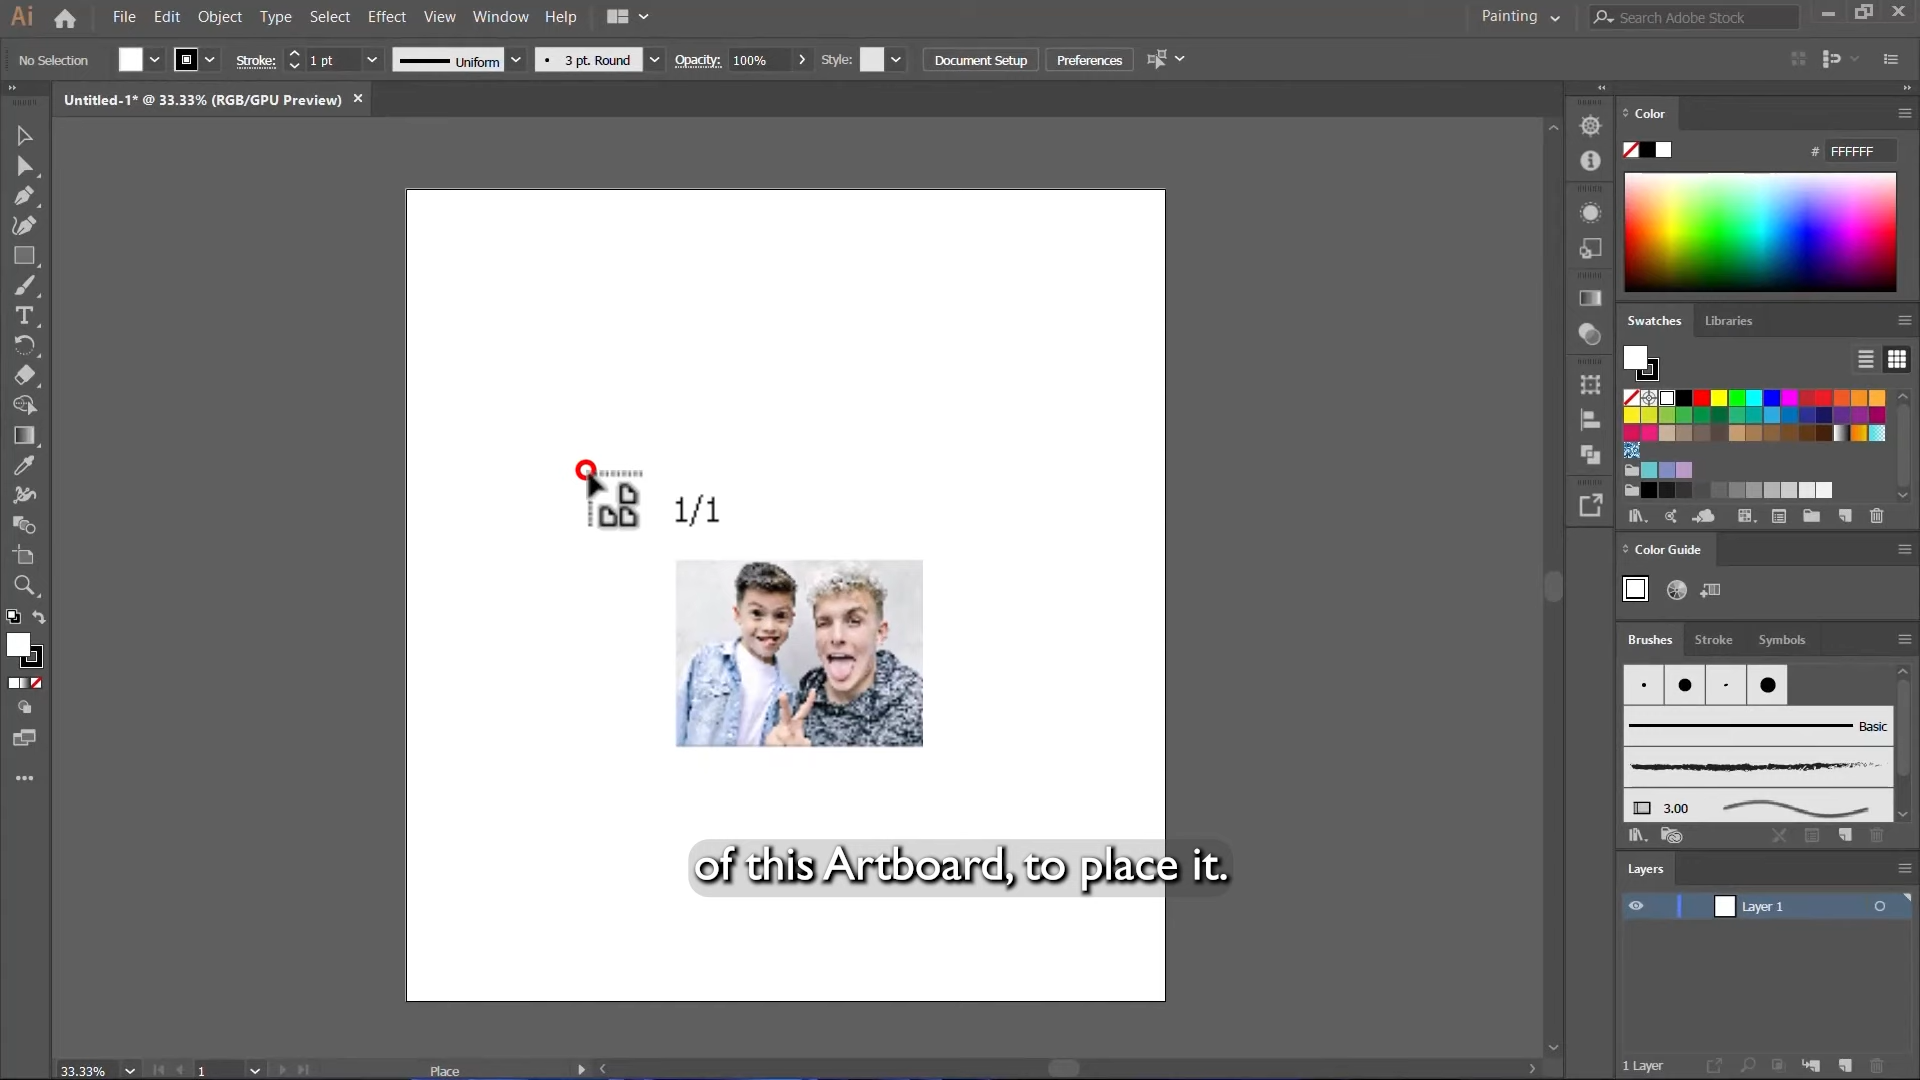 Ai File Edit Object Type Select Effect View Window Help Painting Search Adobe Stock
No Selection Stroke: 1 pt Uniform 3 pt. Round Opacity: 100% Style: Document Setup Preferences
Untitled-1* @ 33.33% (RGB/GPU Preview)
Color
# FFFFFF
Swatches Libraries
1/1
Color Guide
Brushes Stroke Symbols
Basic
3.00
of this Artboard, to place it.
Layers
Layer 1
1 Layer
33.33% 1 Place